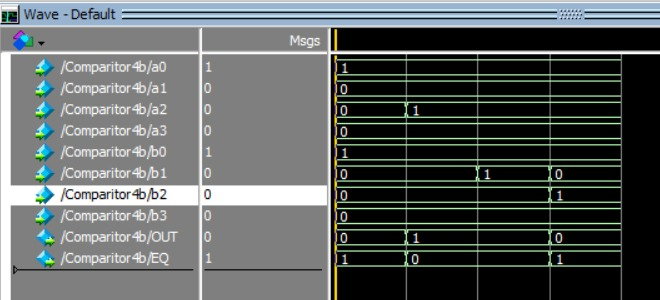 Wave - Default
Msgs
/Comparitor4b/a0 1 1
/Comparitor4b/a1 0 0
/Comparitor4b/a2 0 0 1
/Comparitor4b/a3 0 0
/Comparitor4b/b0 1 1
/Comparitor4b/b1 0 0 1 0
/Comparitor4b/b2 0 0 1
/Comparitor4b/b3 0 0
/Comparitor4b/OUT 0 0 1 0
/Comparitor4b/EQ 1 1 0 1